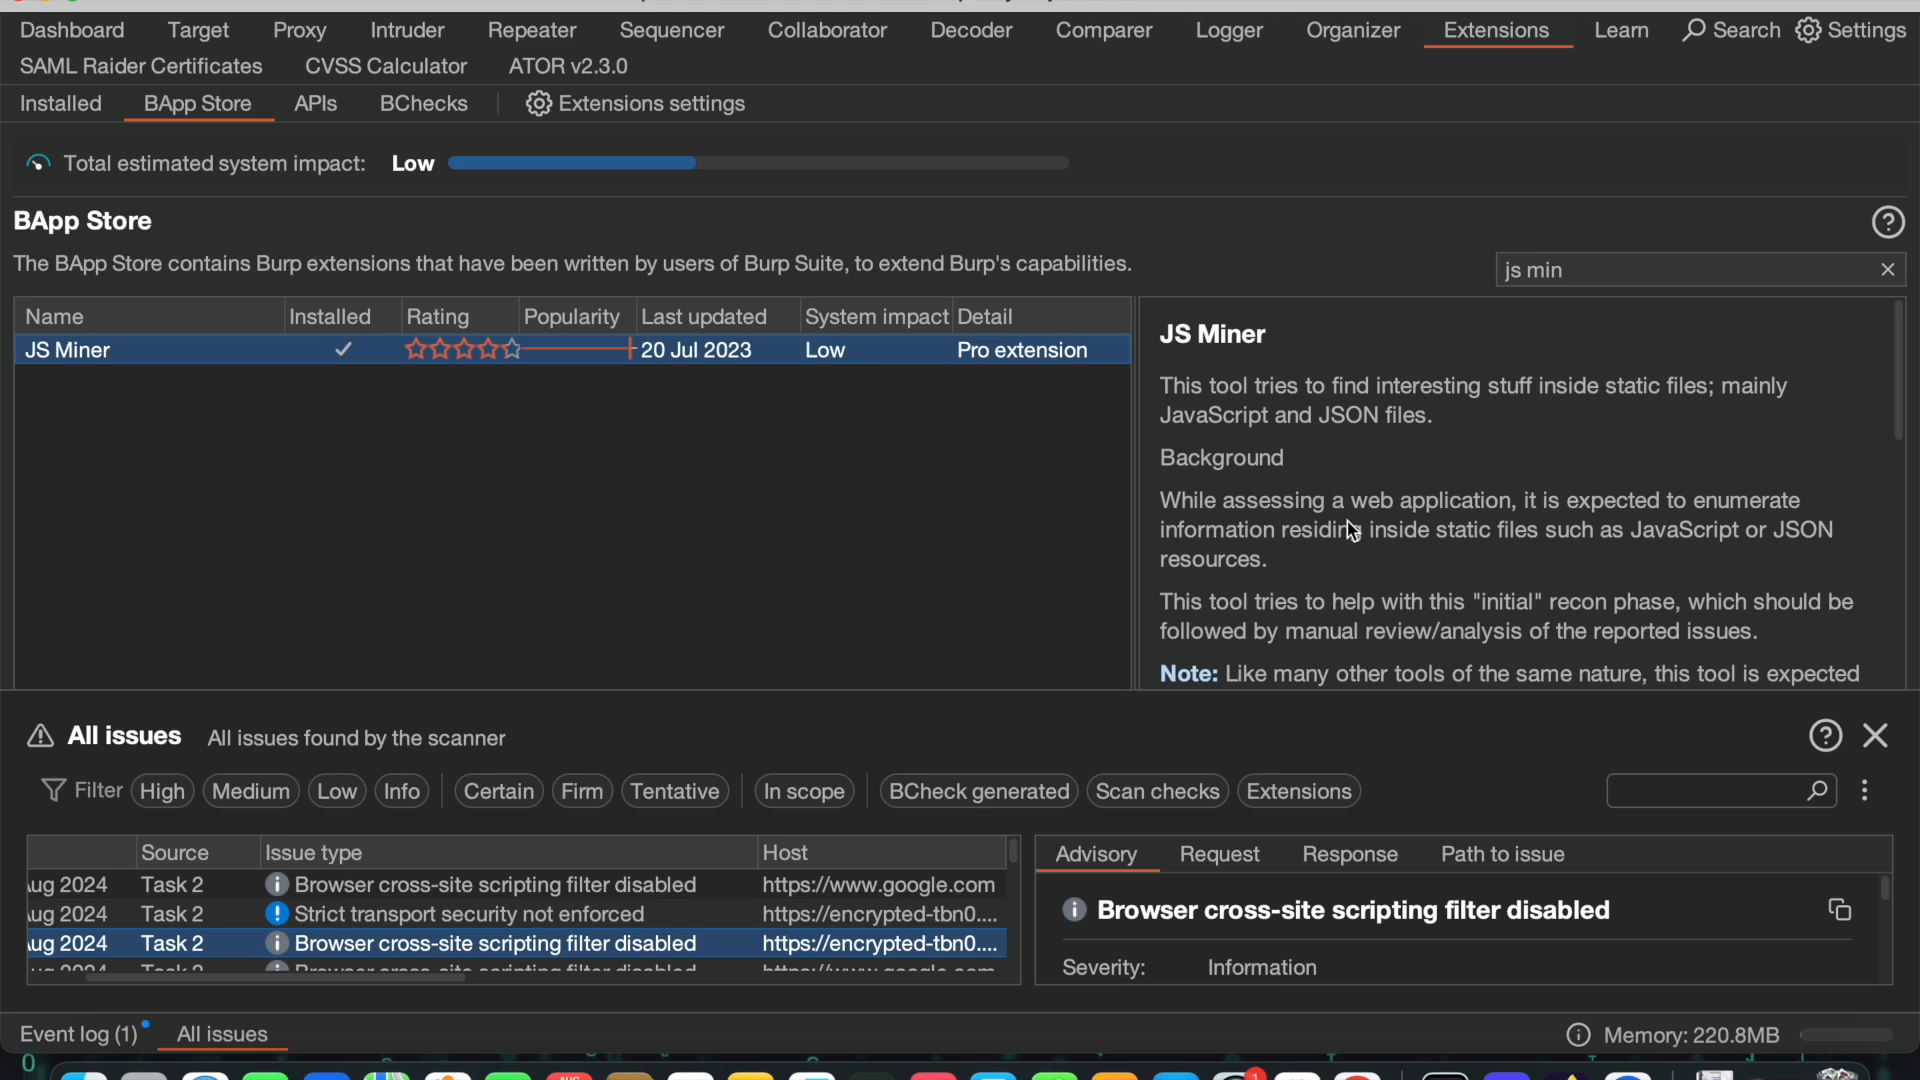 Dashboard Target Proxy Intruder Repeater Sequencer Collaborator Decoder Comparer Logger Organizer Extensions Learn Search Settings
SAML Raider Certificates CVSS Calculator ATOR v2.3.0
Installed BApp Store APIs BChecks Extensions settings
Total estimated system impact: Low
BApp Store
The BApp Store contains Burp extensions that have been written by users of Burp Suite, to extend Burp's capabilities.
js min
Name Installed Rating Popularity Last updated System impact Detail
JS Miner 20 Jul 2023 Low Pro extension
JS Miner
This tool tries to find interesting stuff inside static files; mainly
JavaScript and JSON files.
Background
While assessing a web application, it is expected to enumerate
information residing inside static files such as JavaScript or JSON
resources.
This tool tries to help with this "initial" recon phase, which should be
followed by manual review/analysis of the reported issues.
Note: Like many other tools of the same nature, this tool is expected
All issues All issues found by the scanner
Filter High Medium Low Info Certain Firm Tentative In scope BCheck generated Scan checks Extensions
Source Issue type Host
Aug 2024 Task 2 Browser cross-site scripting filter disabled https://www.google.com
Aug 2024 Task 2 Strict transport security not enforced https://encrypted-tbn0....
Aug 2024 Task 2 Browser cross-site scripting filter disabled https://encrypted-tbn0....
Advisory Request Response Path to issue
Browser cross-site scripting filter disabled
Severity: Information
Event log (1) All issues Memory: 220.8MB